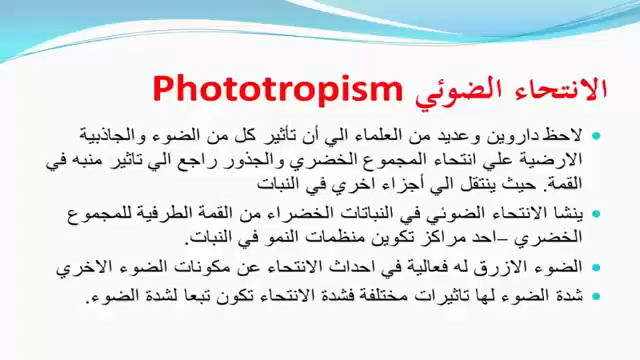 الانتحاء الضوئي Phototropism
• لاحظ داروين وعديد من العلماء الي أن تأثير كل من الضوء والجاذبية
الارضية علي انتحاء المجموع الخضري والجذور راجع الي تاثير منبه في
القمة. حيث ينتقل الي أجزاء اخري في النبات
• ينشا الانتحاء الضوئي في النباتات الخضراء من القمة الطرفية للمجموع
الخضري –احد مراكز تكوين منظمات النمو في النبات.
• الضوء الازرق له فعالية في احداث الانتحاء عن مكونات الضوء الاخري
• شدة الضوء لها تاثيرات مختلفة فشدة الانتحاء تكون تبعا لشدة الضوء.